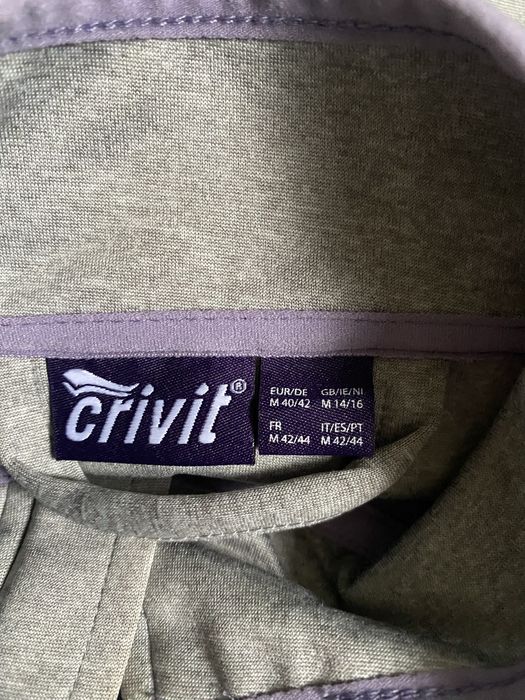 crivit®
EUR/DE GB/IE/NI
M 40/42 M 14/16
FR IT/ES/PT
M 42/44 M 42/44